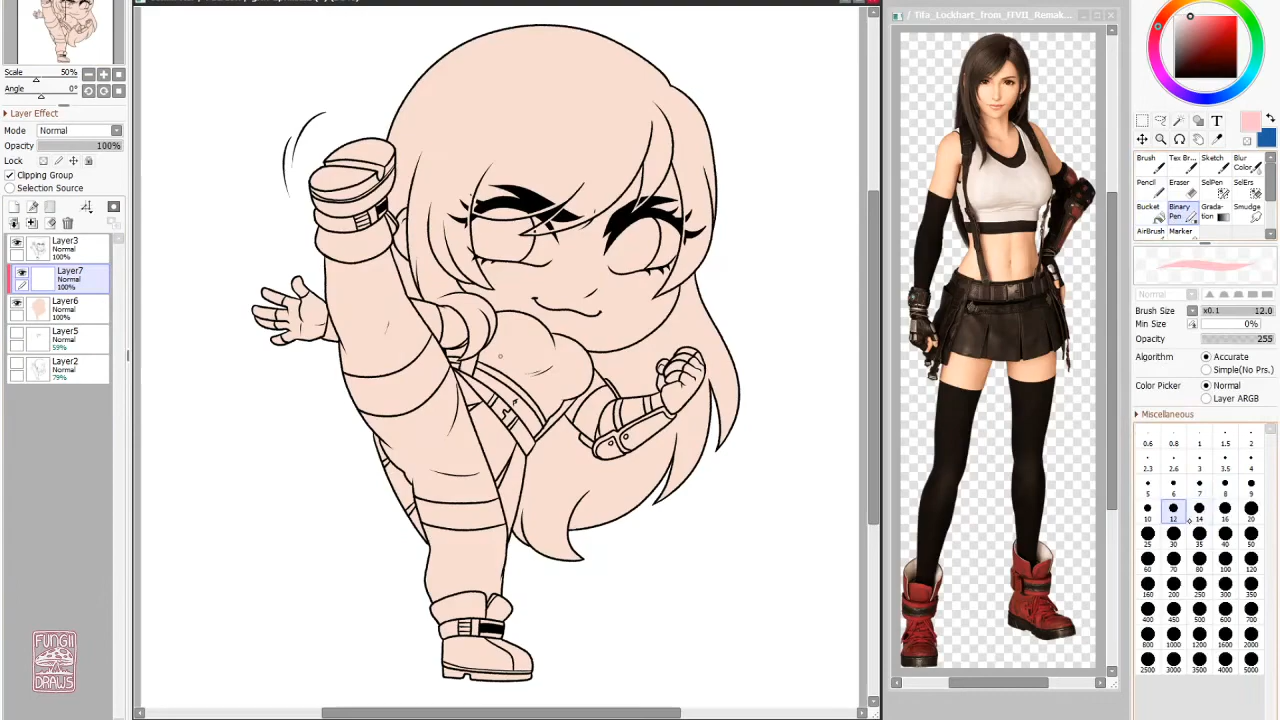 Scale 50%
Angle 0°
Layer Effect
Mode Normal
Opacity 100%
Lock
Clipping Group
Selection Source
Layer3
Normal
100%
Layer7
Normal
100%
Layer6
Normal
100%
Layer5
Normal
59%
Layer2
Normal
79%
FUNGII
DRAWS
/ Tifa_Lockhart_from_FFVII_Remak...
T
Brush Tex Br... Sketch Blur
Color
Pencil Eraser SelPen SelErs
Bucket Binary Grada- Smudge
Pen tion
AirBrush Marker
Normal
Brush Size x0.1 12.0
Min Size 0%
Opacity 255
Algorithm Accurate
Simple(No Prs.)
Color Picker Normal
Layer ARGB
Miscellaneous
0.6 0.8 1 1.5 2
2.3 2.6 3 3.5 4
5 6 7 8 9
10 12 14 16 20
25 30 35 40 50
60 70 80 100 120
160 200 250 300 350
400 450 500 600 700
800 1000 1200 1600 2000
2500 3000 3500 4000 5000